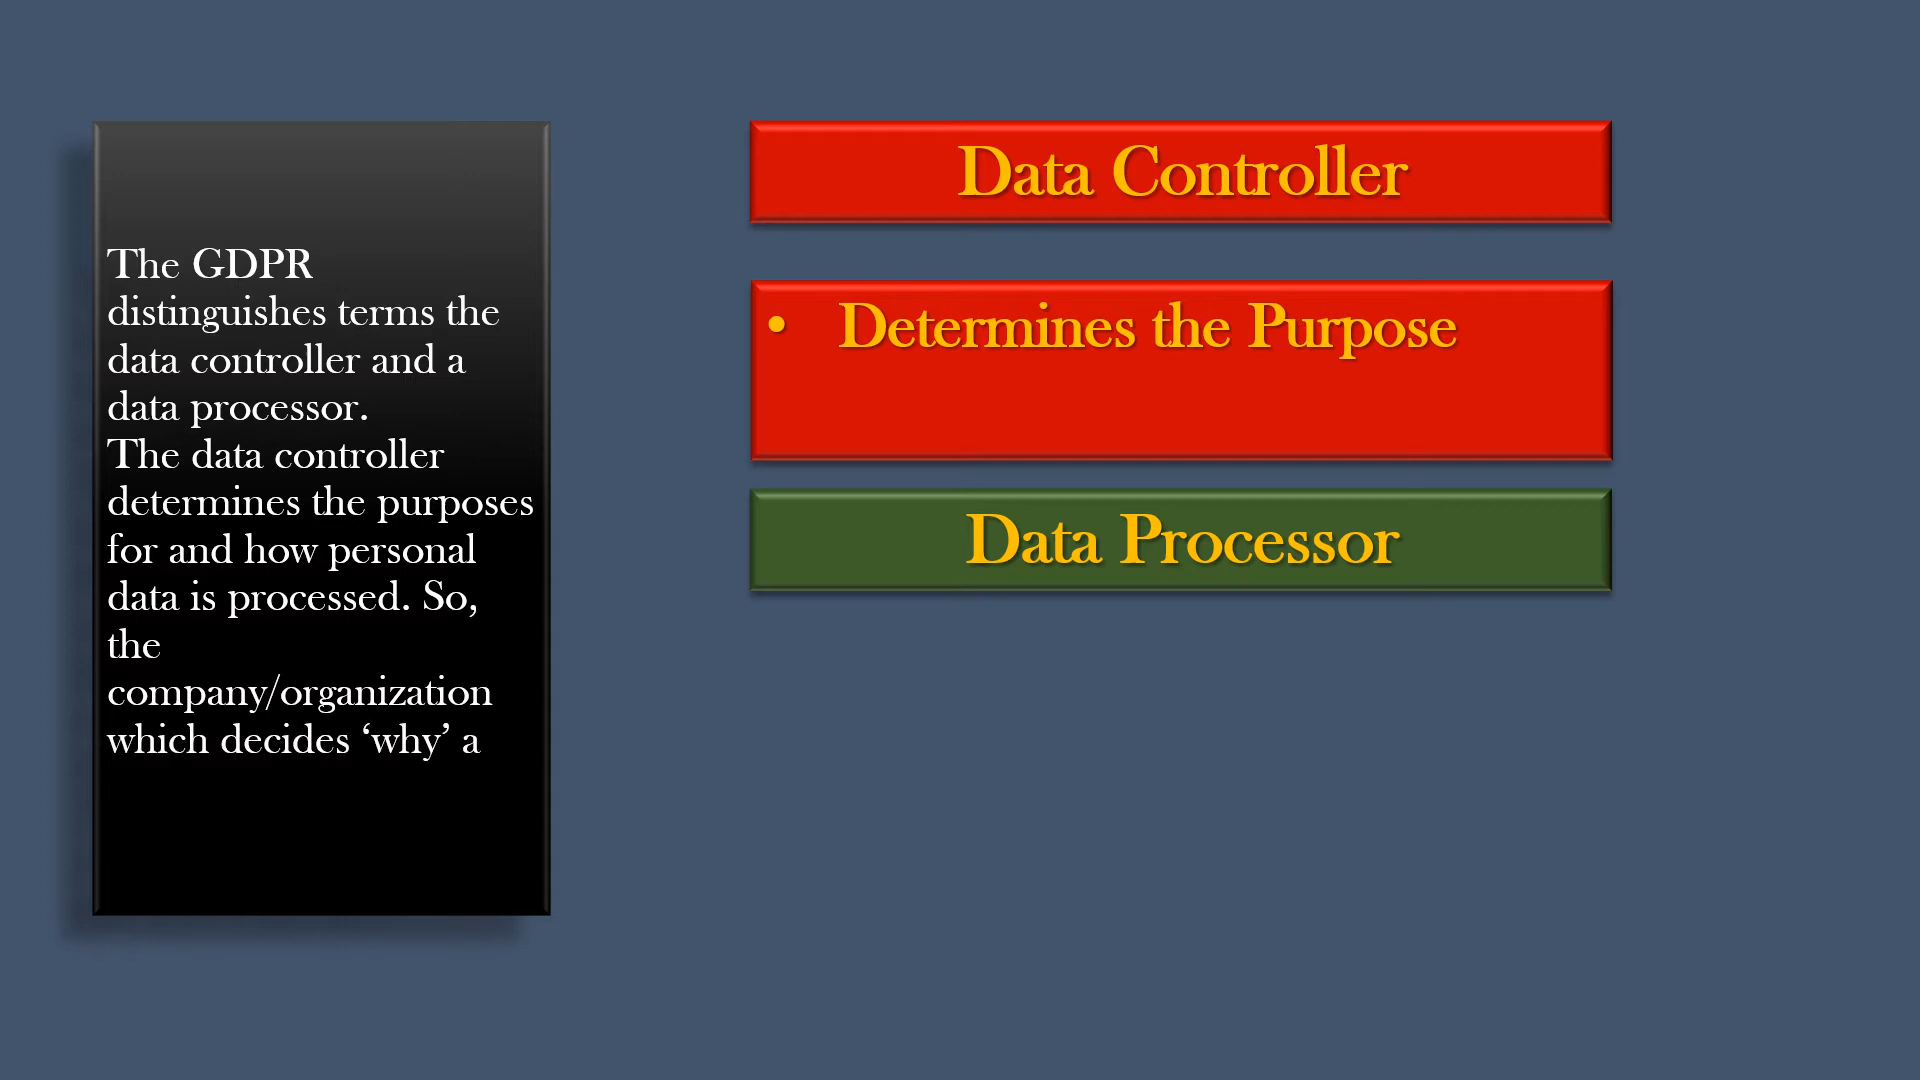 The GDPR
distinguishes terms the
data controller and a
data processor.
The data controller
determines the purposes
for and how personal
data is processed. So,
the
company/organization
which decides ‘why’ a
Data Controller
• Determines the Purpose
Data Processor